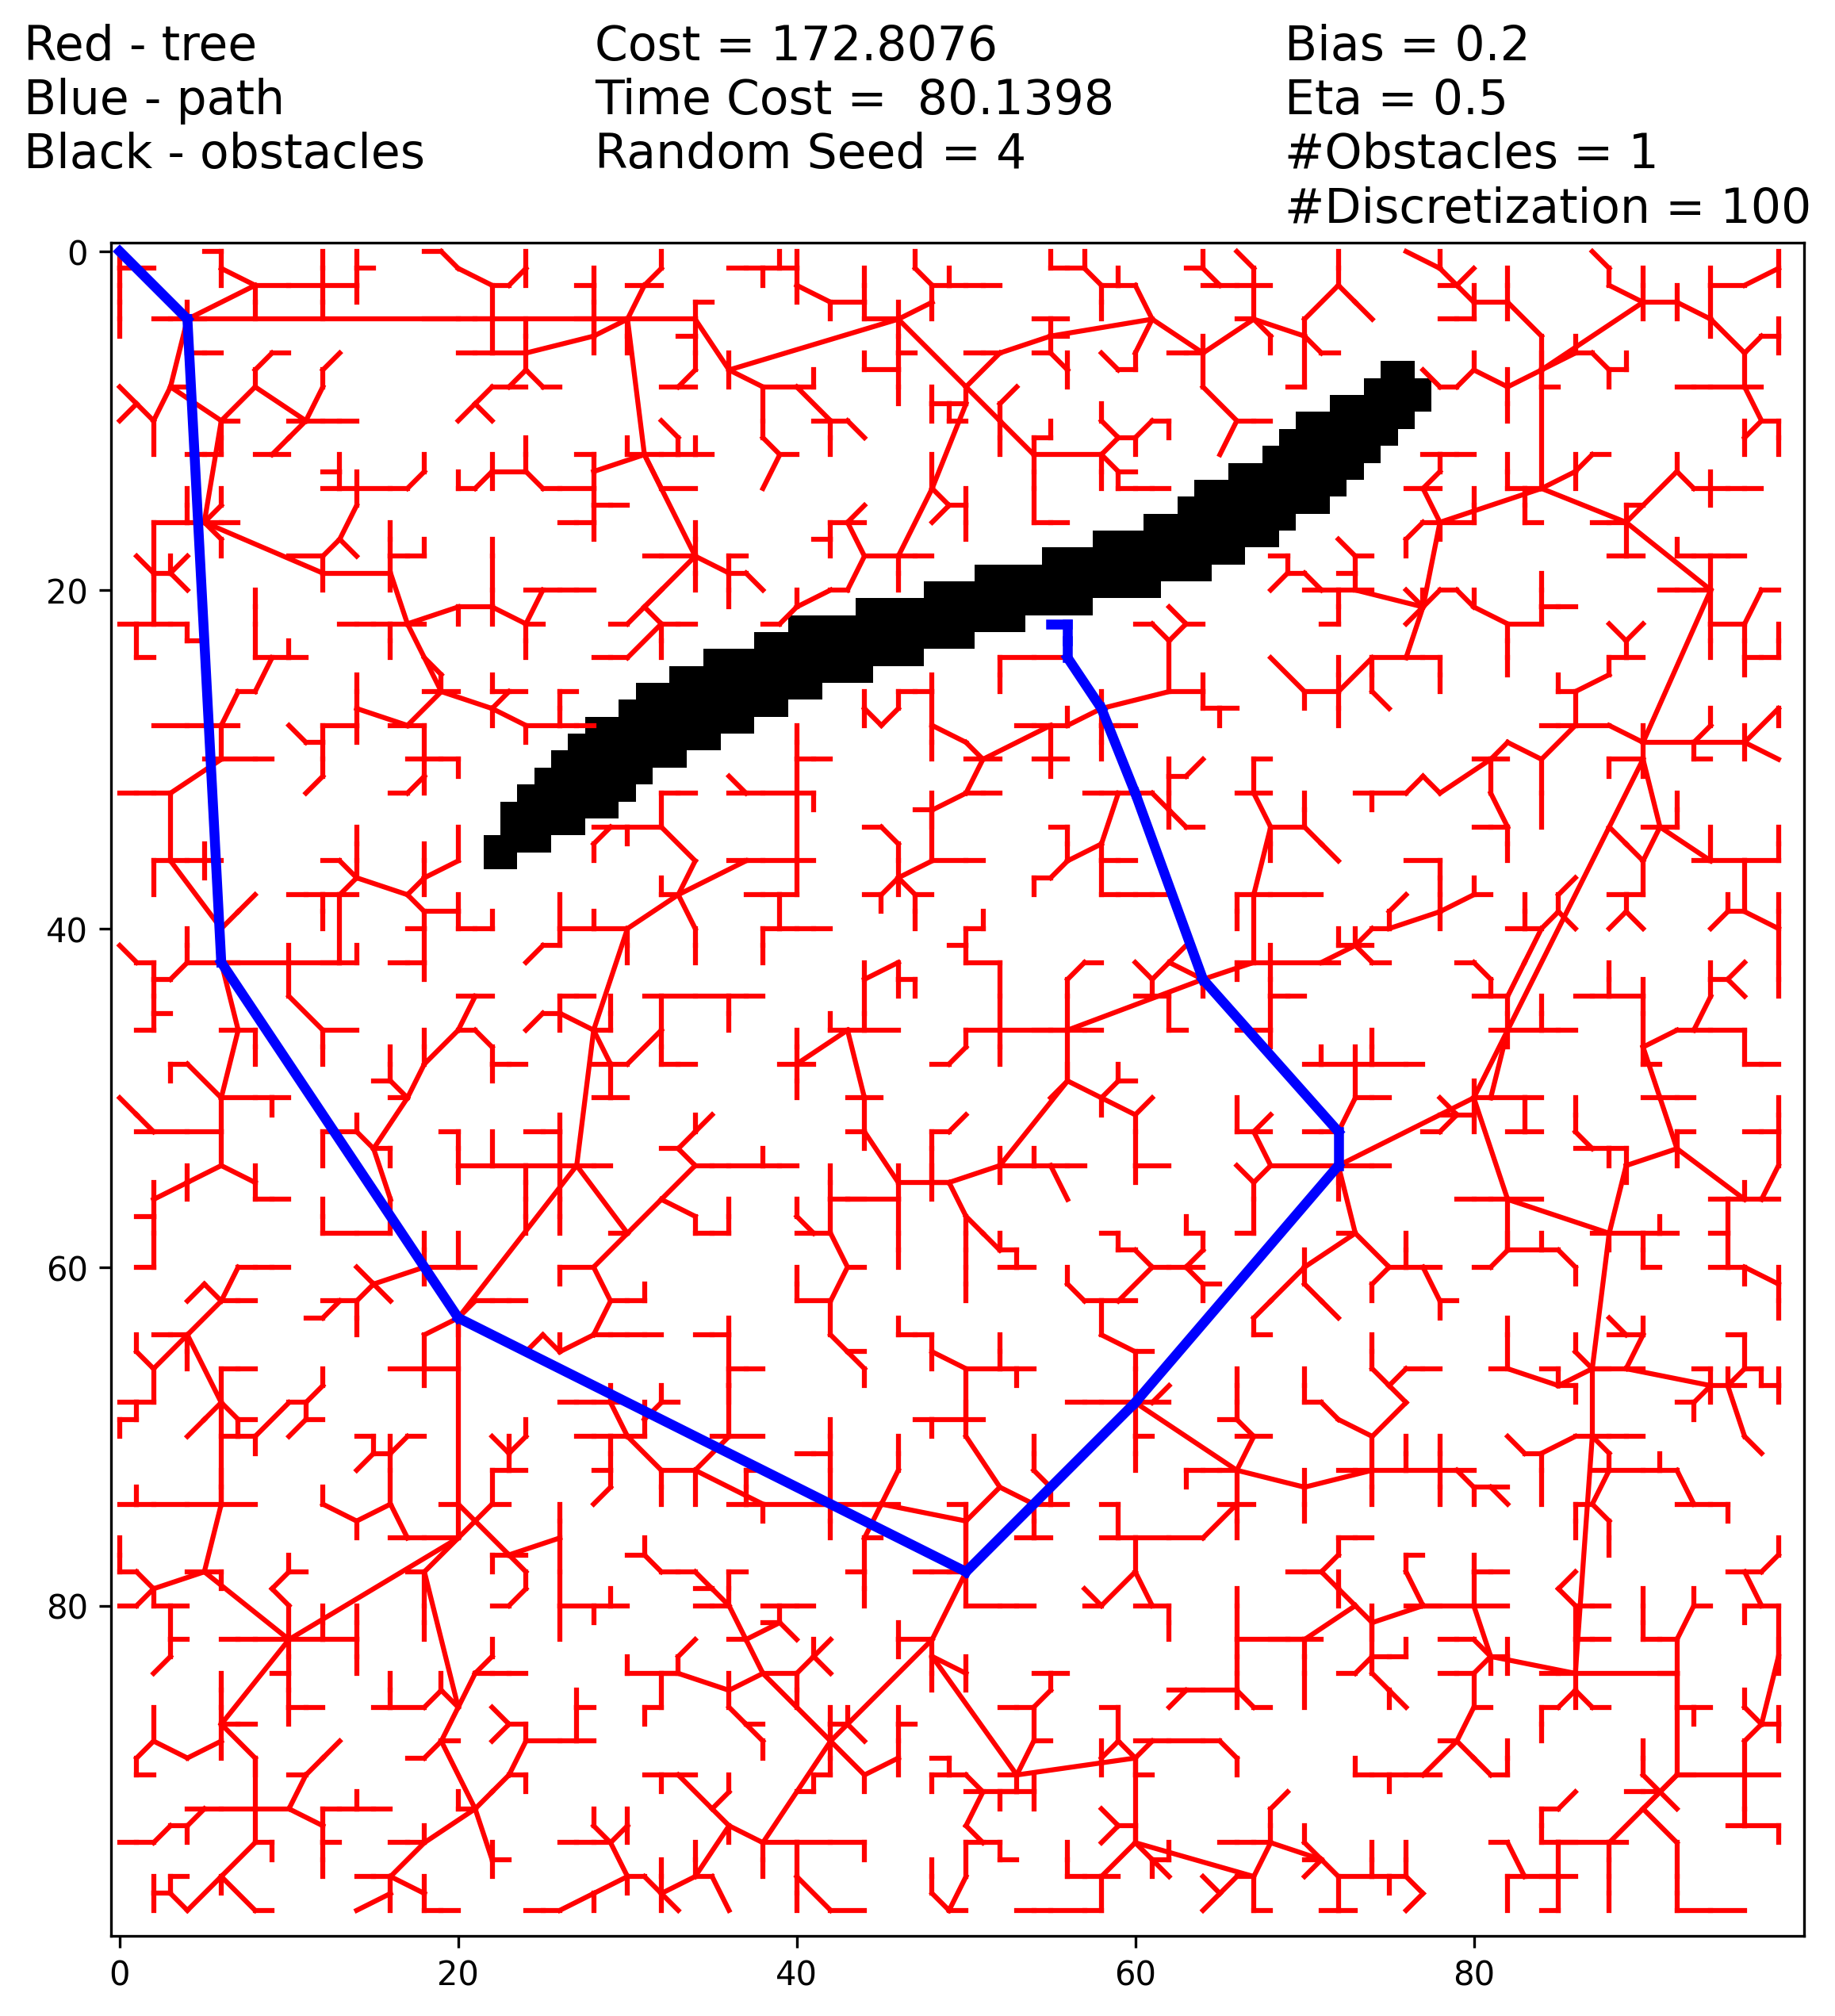 Red - tree
Blue - path
Black - obstacles
Cost = 172.8076
Time Cost =  80.1398
Random Seed = 4
Bias = 0.2
Eta = 0.5
#Obstacles = 1
#Discretization = 100
0
20
40
60
80
0 20 40 60 80